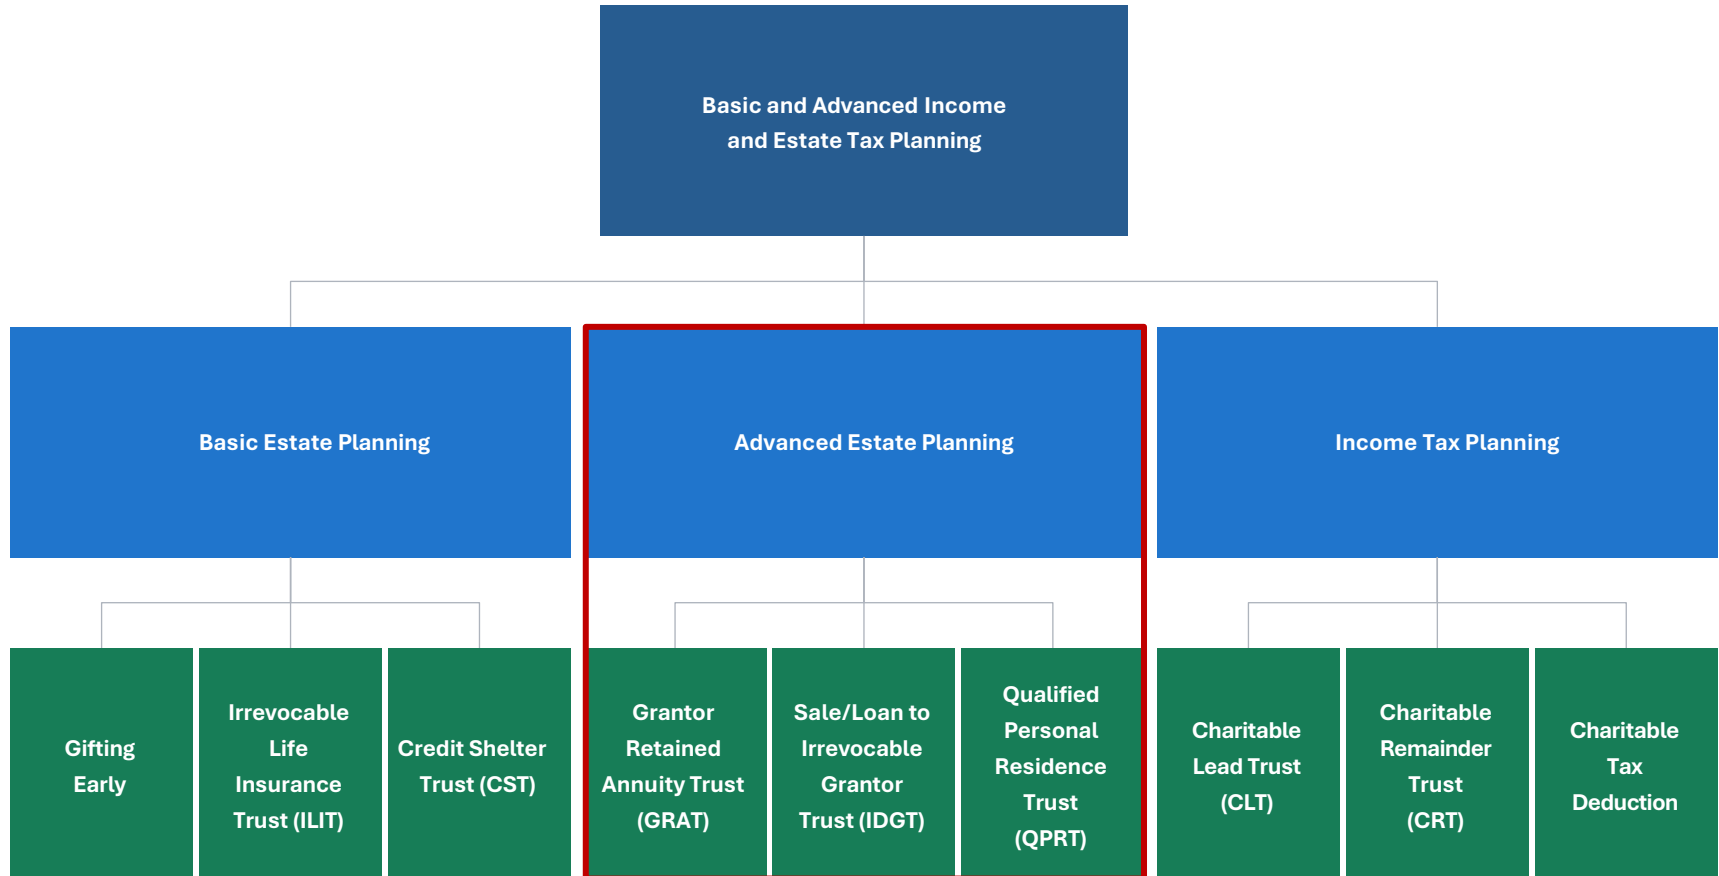 Basic and Advanced Income
and Estate Tax Planning
Basic Estate Planning
Advanced Estate Planning
Income Tax Planning
Gifting
Early
Irrevocable
Life
Insurance
Trust (ILIT)
Credit Shelter
Trust (CST)
Grantor
Retained
Annuity Trust
(GRAT)
Sale/Loan to
Irrevocable
Grantor
Trust (IDGT)
Qualified
Personal
Residence
Trust
(QPRT)
Charitable
Lead Trust
(CLT)
Charitable
Remainder
Trust
(CRT)
Charitable
Tax
Deduction